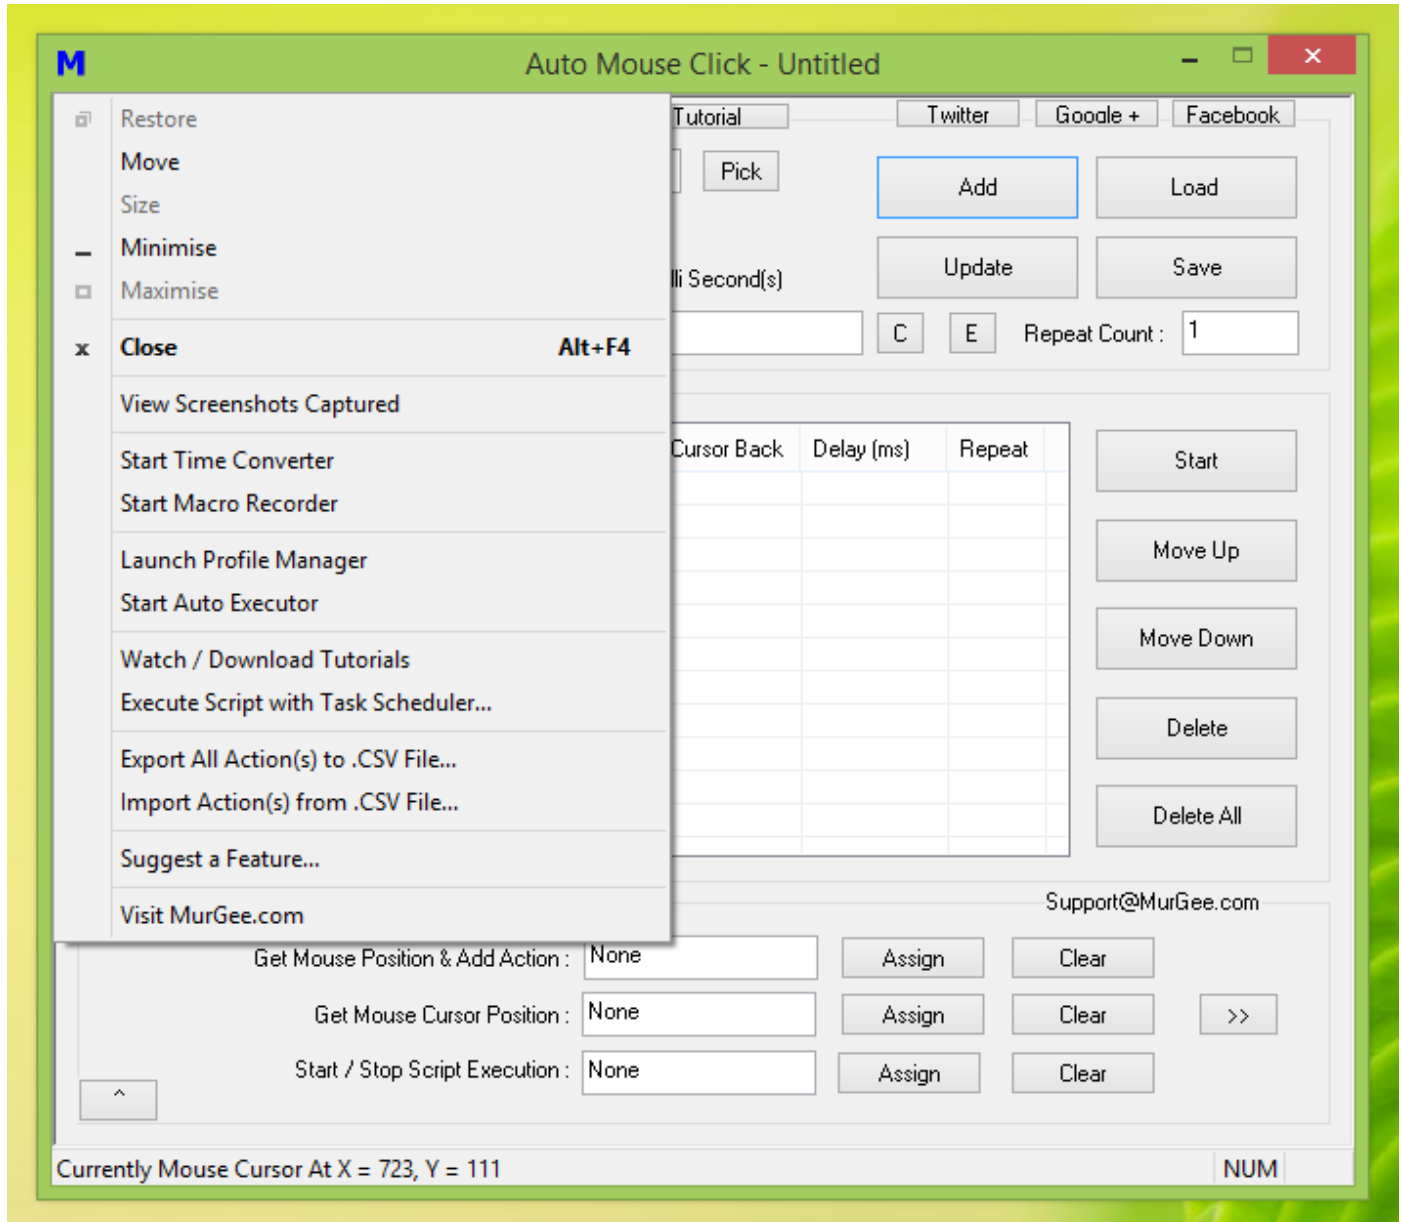 M
Auto Mouse Click - Untitled
Restore
Move
Size
Minimise
Maximise
Close Alt+F4
View Screenshots Captured
Start Time Converter
Start Macro Recorder
Launch Profile Manager
Start Auto Executor
Watch / Download Tutorials
Execute Script with Task Scheduler...
Export All Action(s) to .CSV File...
Import Action(s) from .CSV File...
Suggest a Feature...
Visit MurGee.com
Tutorial Twitter Google + Facebook
Pick Add Load
lli Second(s) Update Save
C E Repeat Count : 1
Cursor Back Delay (ms) Repeat
Start
Move Up
Move Down
Delete
Delete All
Support@MurGee.com
Get Mouse Position & Add Action : None Assign Clear
Get Mouse Cursor Position : None Assign Clear >>
Start / Stop Script Execution : None Assign Clear
^
Currently Mouse Cursor At X = 723, Y = 111 NUM